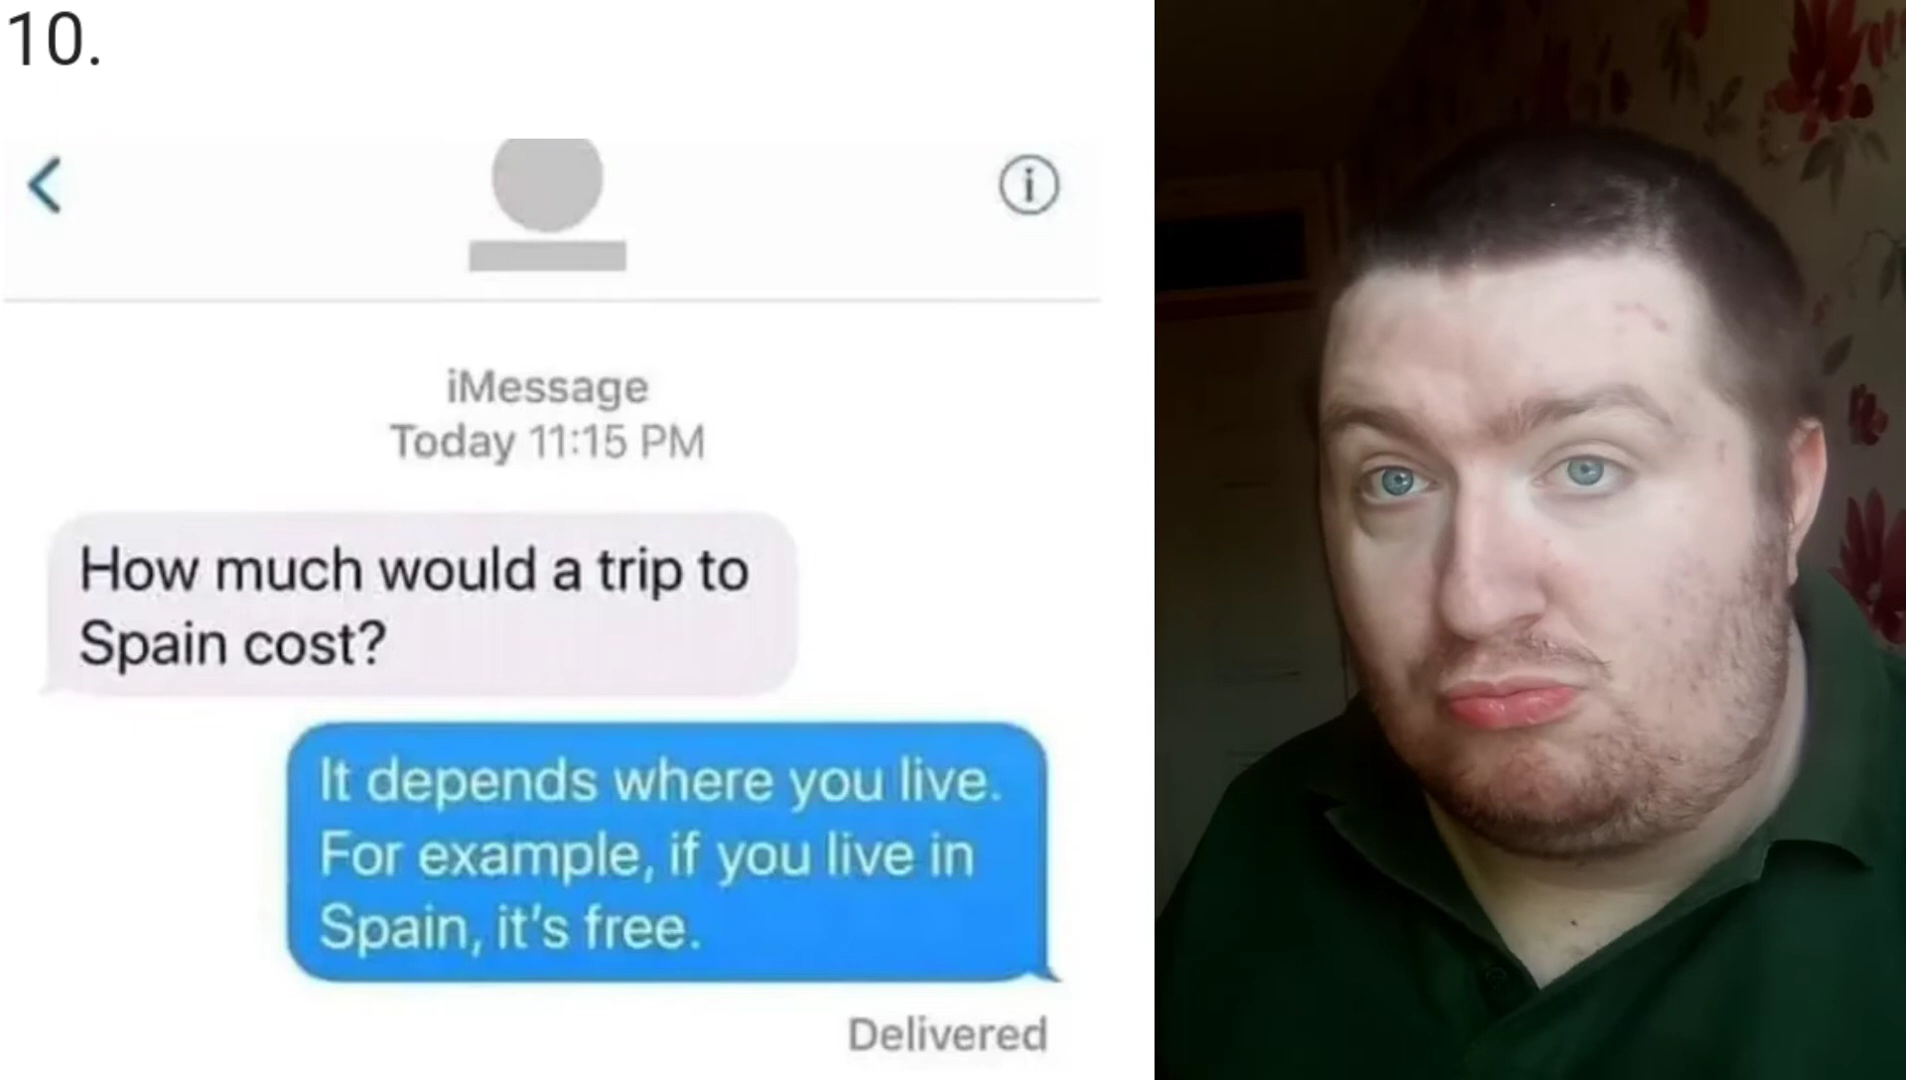 10.
iMessage
Today 11:15 PM
How much would a trip to
Spain cost?
It depends where you live.
For example, if you live in
Spain, it's free.
Delivered